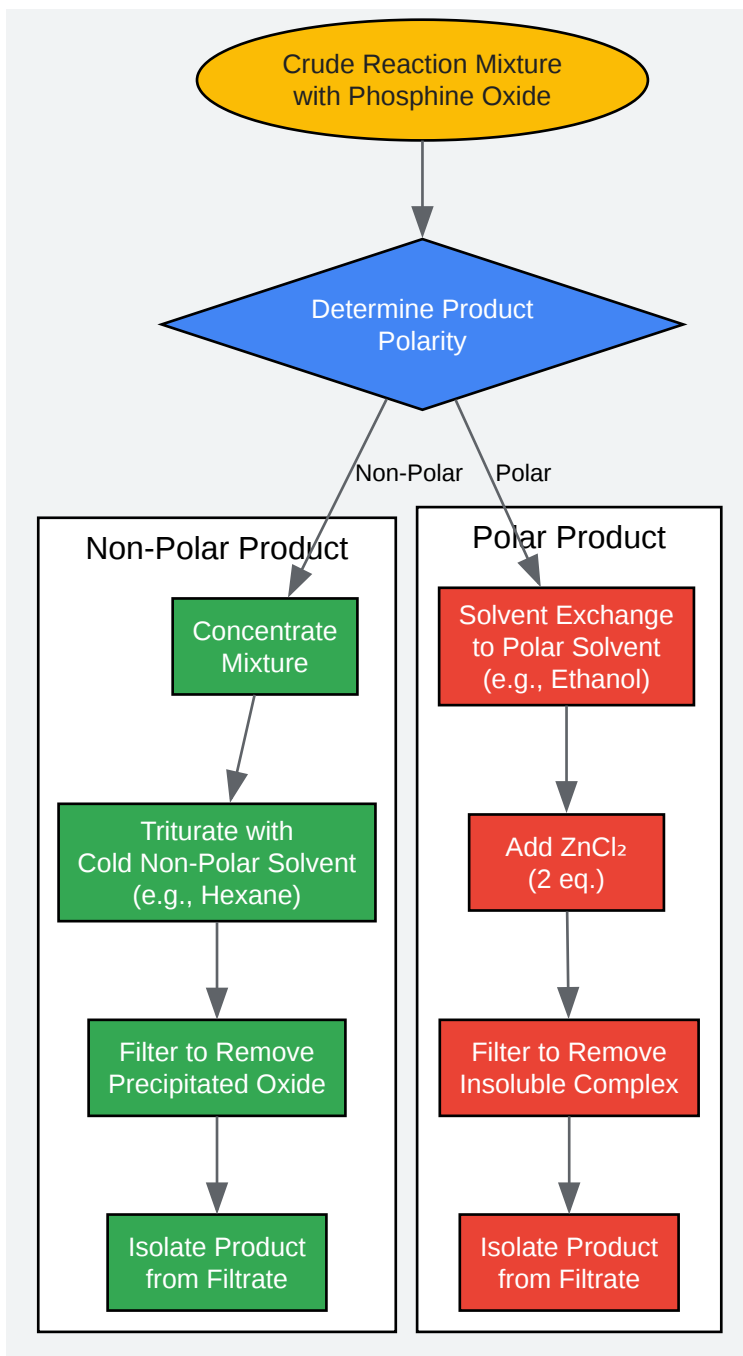 Crude Reaction Mixture
with Phosphine Oxide
Determine Product
Polarity
Non-Polar
Polar
Non-Polar Product
Concentrate
Mixture
Triturate with
Cold Non-Polar Solvent
(e.g., Hexane)
Filter to Remove
Precipitated Oxide
Isolate Product
from Filtrate
Polar Product
Solvent Exchange
to Polar Solvent
(e.g., Ethanol)
Add ZnCl₂
(2 eq.)
Filter to Remove
Insoluble Complex
Isolate Product
from Filtrate